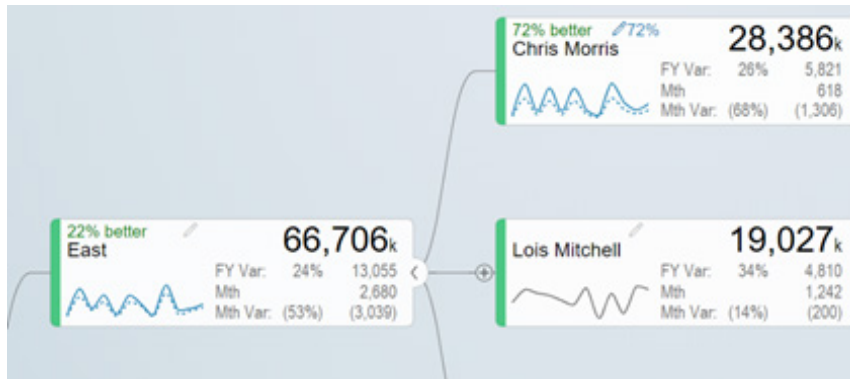 72% better 72%
Chris Morris 28,386k
FY Var: 26% 5,821
Mth 618
Mth Var: (68%) (1,306)
22% better
East 66,706k
FY Var: 24% 13,055
Mth 2,680
Mth Var: (53%) (3,039)
Lois Mitchell 19,027k
FY Var: 34% 4,810
Mth 1,242
Mth Var: (14%) (200)